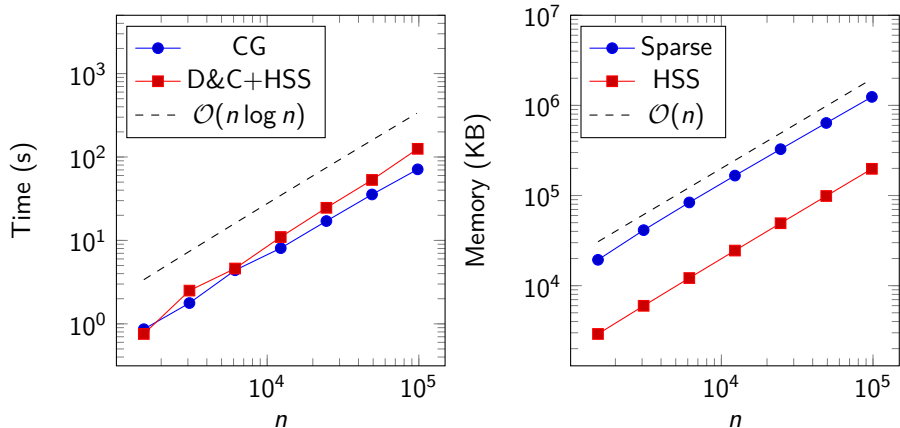 CG
D&C+HSS
O(n log n)
10^3
10^2
10^1
10^0
Time (s)
10^4
10^5
n
Sparse
HSS
O(n)
10^7
10^6
10^5
10^4
Memory (KB)
10^4
10^5
n